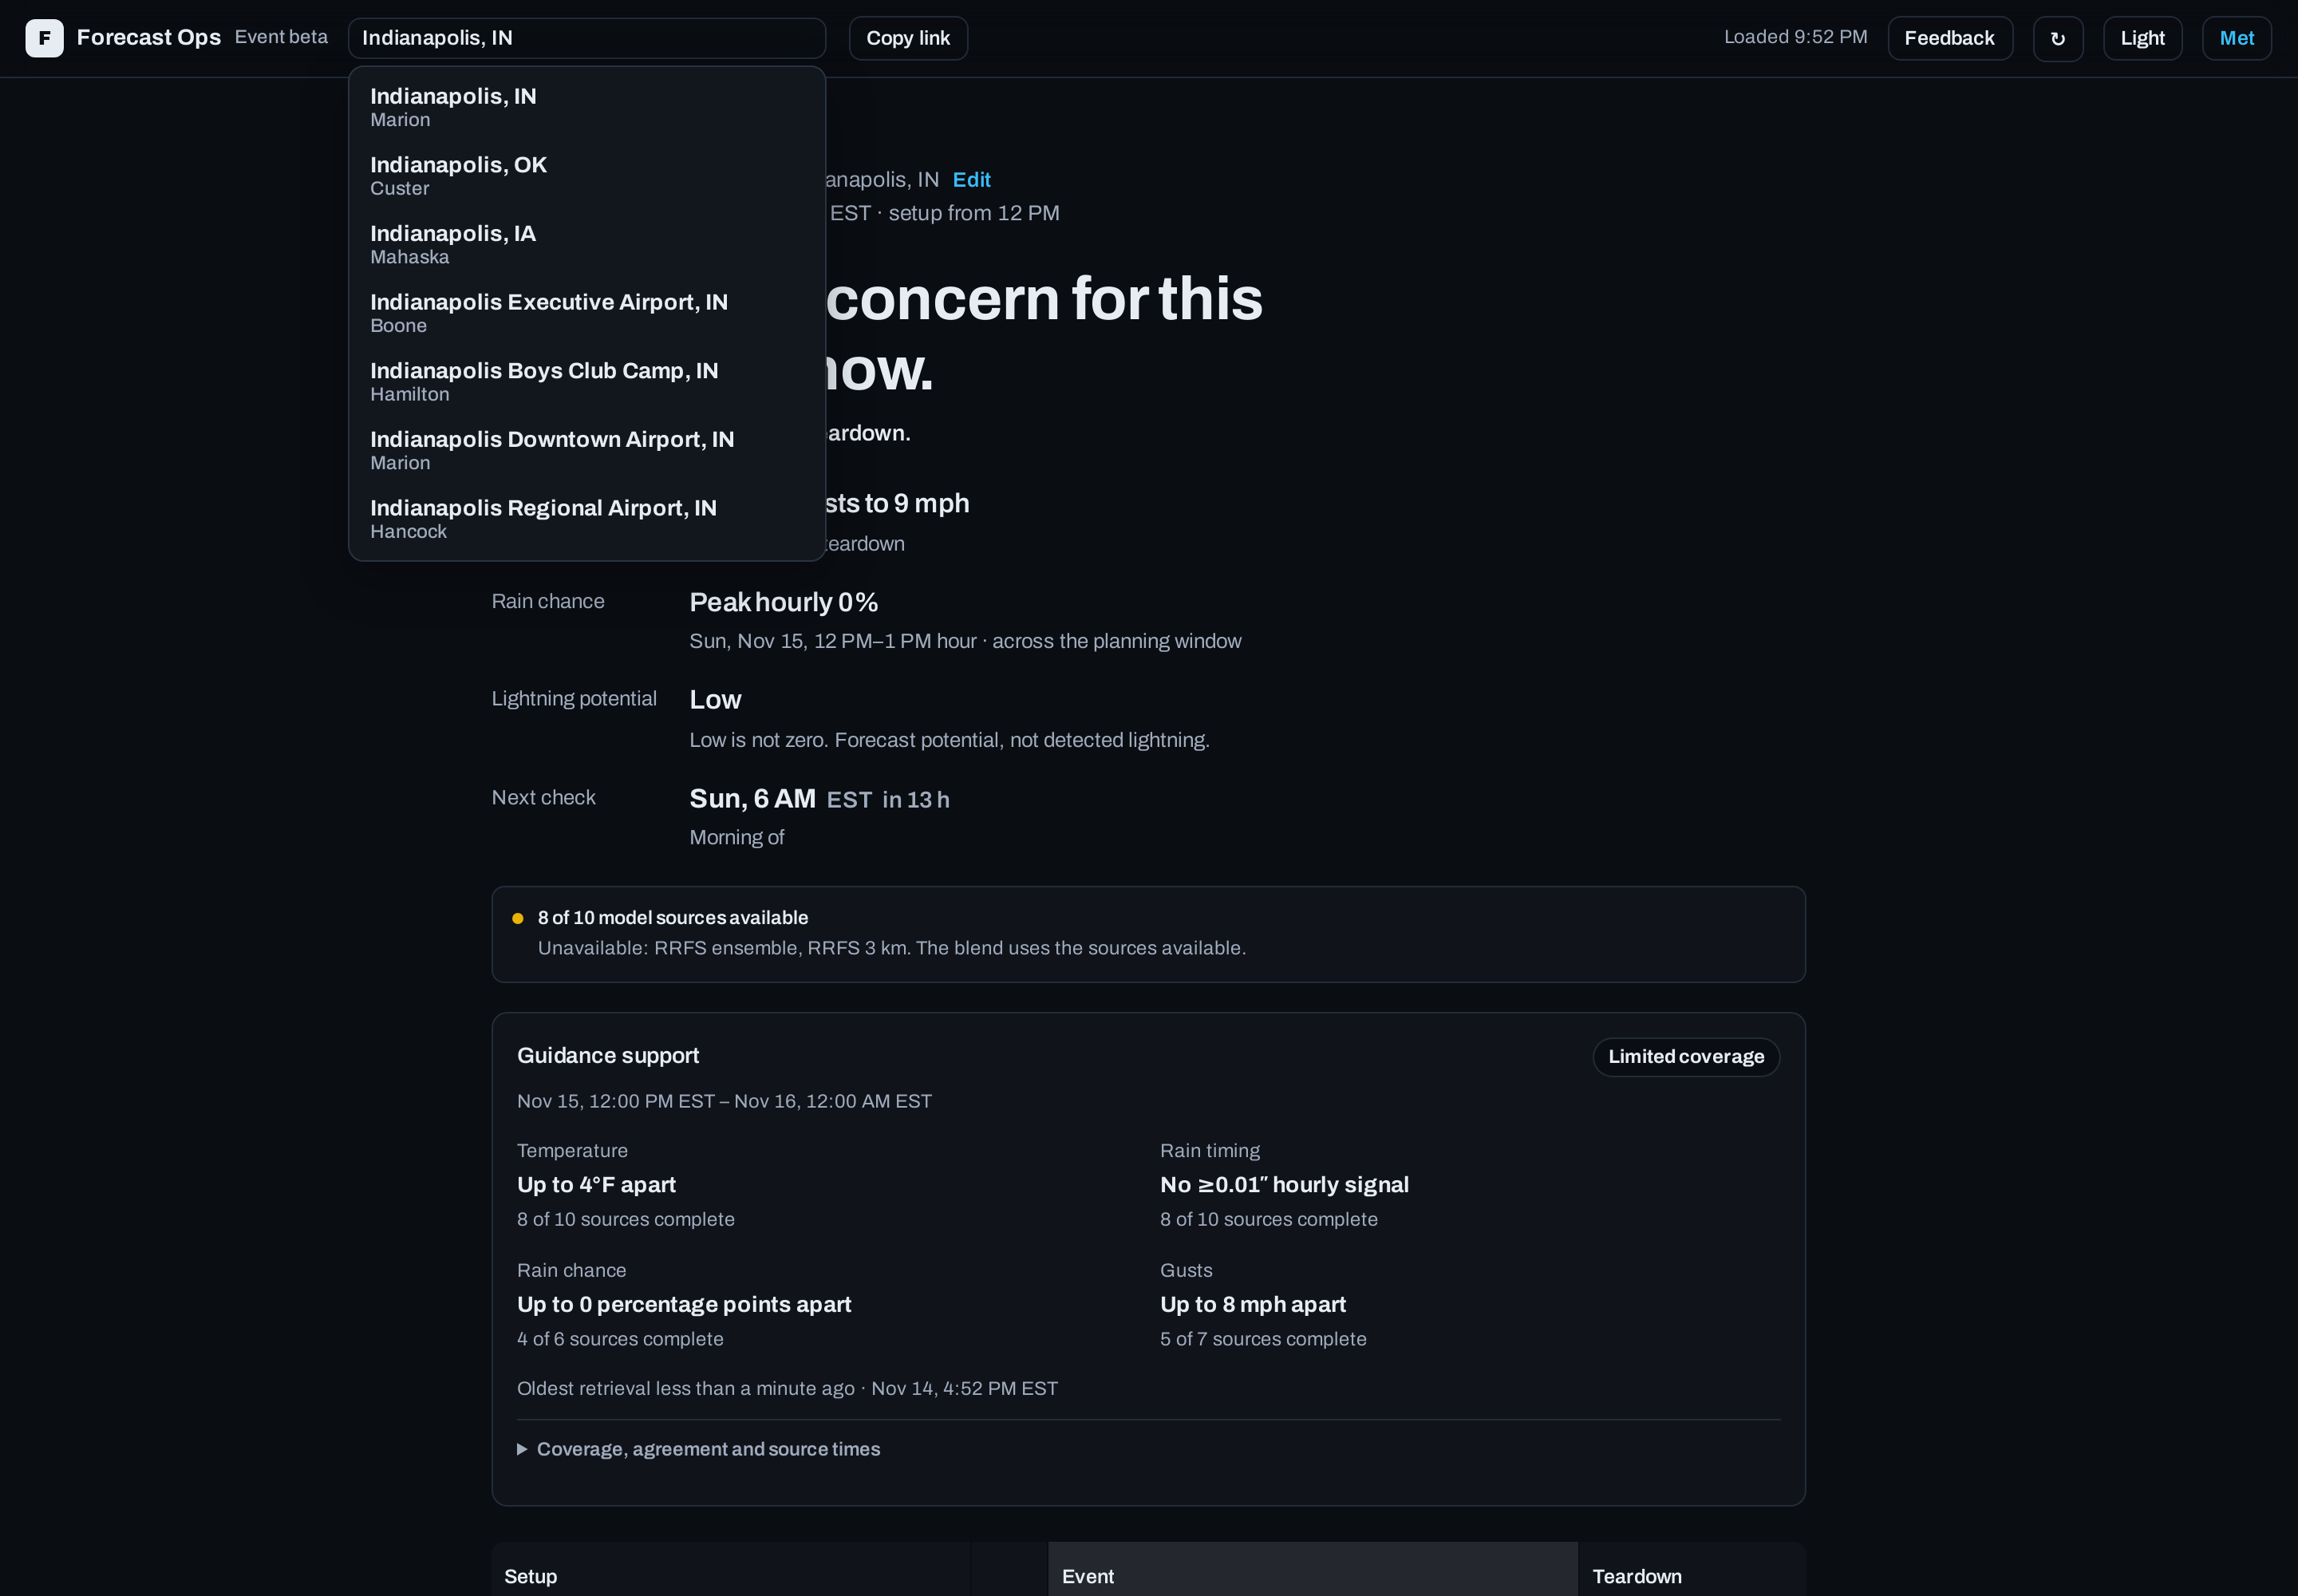 F Forecast Ops Event beta Indianapolis, IN Copy link Loaded 9:52 PM Feedback ↻ Light Met
Indianapolis, IN
Marion
Indianapolis, OK
Custer
Indianapolis, IA
Mahaska
Indianapolis Executive Airport, IN
Boone
Indianapolis Boys Club Camp, IN
Hamilton
Indianapolis Downtown Airport, IN
Marion
Indianapolis Regional Airport, IN
Hancock
anapolis, IN Edit
EST · setup from 12 PM
concern for this
now.
ardown.
sts to 9 mph
teardown
Rain chance
Peak hourly 0%
Sun, Nov 15, 12 PM–1 PM hour · across the planning window
Lightning potential
Low
Low is not zero. Forecast potential, not detected lightning.
Next check
Sun, 6 AM EST in 13 h
Morning of
8 of 10 model sources available
Unavailable: RRFS ensemble, RRFS 3 km. The blend uses the sources available.
Guidance support
Limited coverage
Nov 15, 12:00 PM EST – Nov 16, 12:00 AM EST
Temperature
Up to 4°F apart
8 of 10 sources complete
Rain timing
No ≥0.01″ hourly signal
8 of 10 sources complete
Rain chance
Up to 0 percentage points apart
4 of 6 sources complete
Gusts
Up to 8 mph apart
5 of 7 sources complete
Oldest retrieval less than a minute ago · Nov 14, 4:52 PM EST
▶ Coverage, agreement and source times
Setup
Event
Teardown